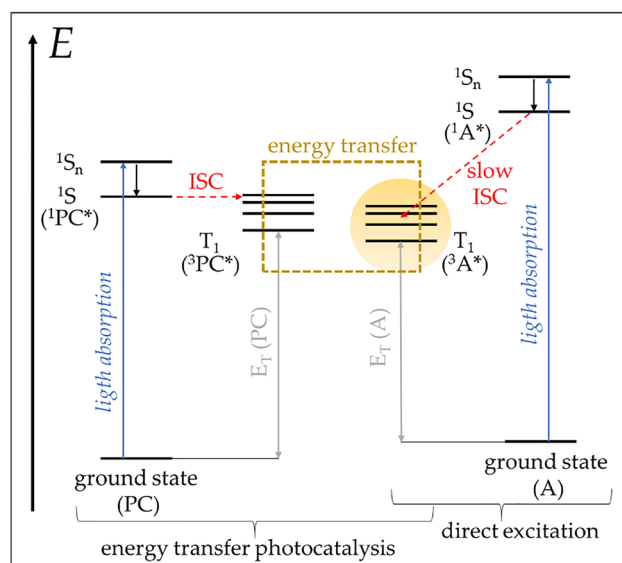 E
¹Sₙ
¹S
(¹A*)
energy transfer
¹Sₙ
ISC
slow
ISC
¹S
(¹PC*)
T₁
(³PC*)
T₁
(³A*)
ligth absorption
E_T (PC)
E_T (A)
ligth absorption
ground state
(PC)
ground state
(A)
direct excitation
energy transfer photocatalysis